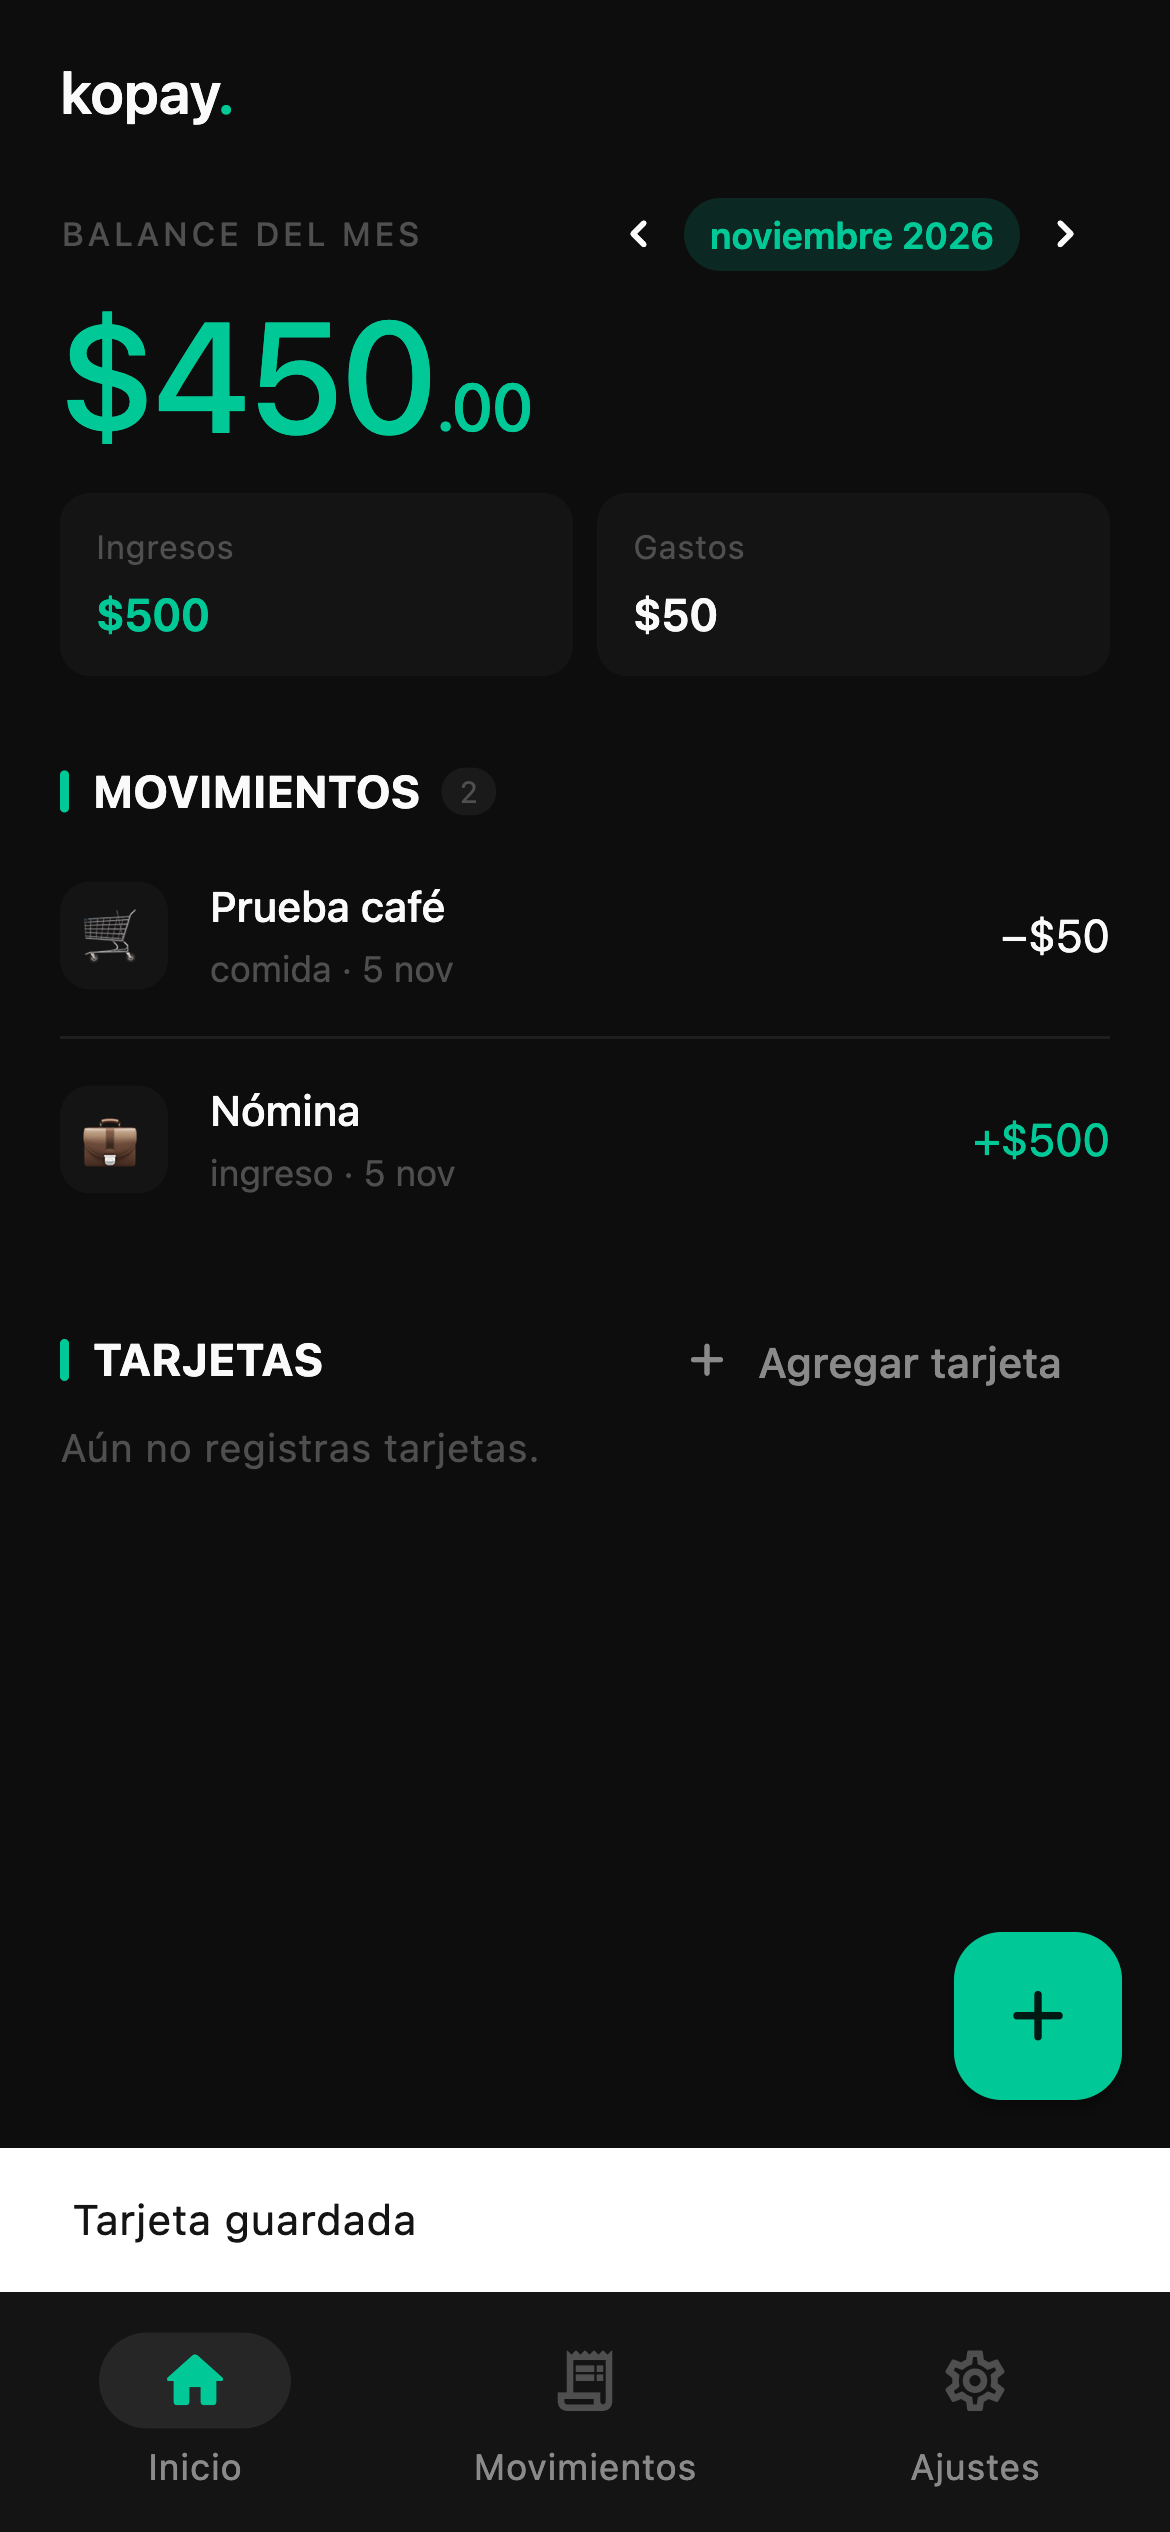 kopay.
BALANCE DEL MES
noviembre 2026
$450.00
Ingresos
$500
Gastos
$50
MOVIMIENTOS 2
Prueba café
comida · 5 nov
–$50
Nómina
ingreso · 5 nov
+$500
TARJETAS
+ Agregar tarjeta
Aún no registras tarjetas.
+
Tarjeta guardada
Inicio
Movimientos
Ajustes